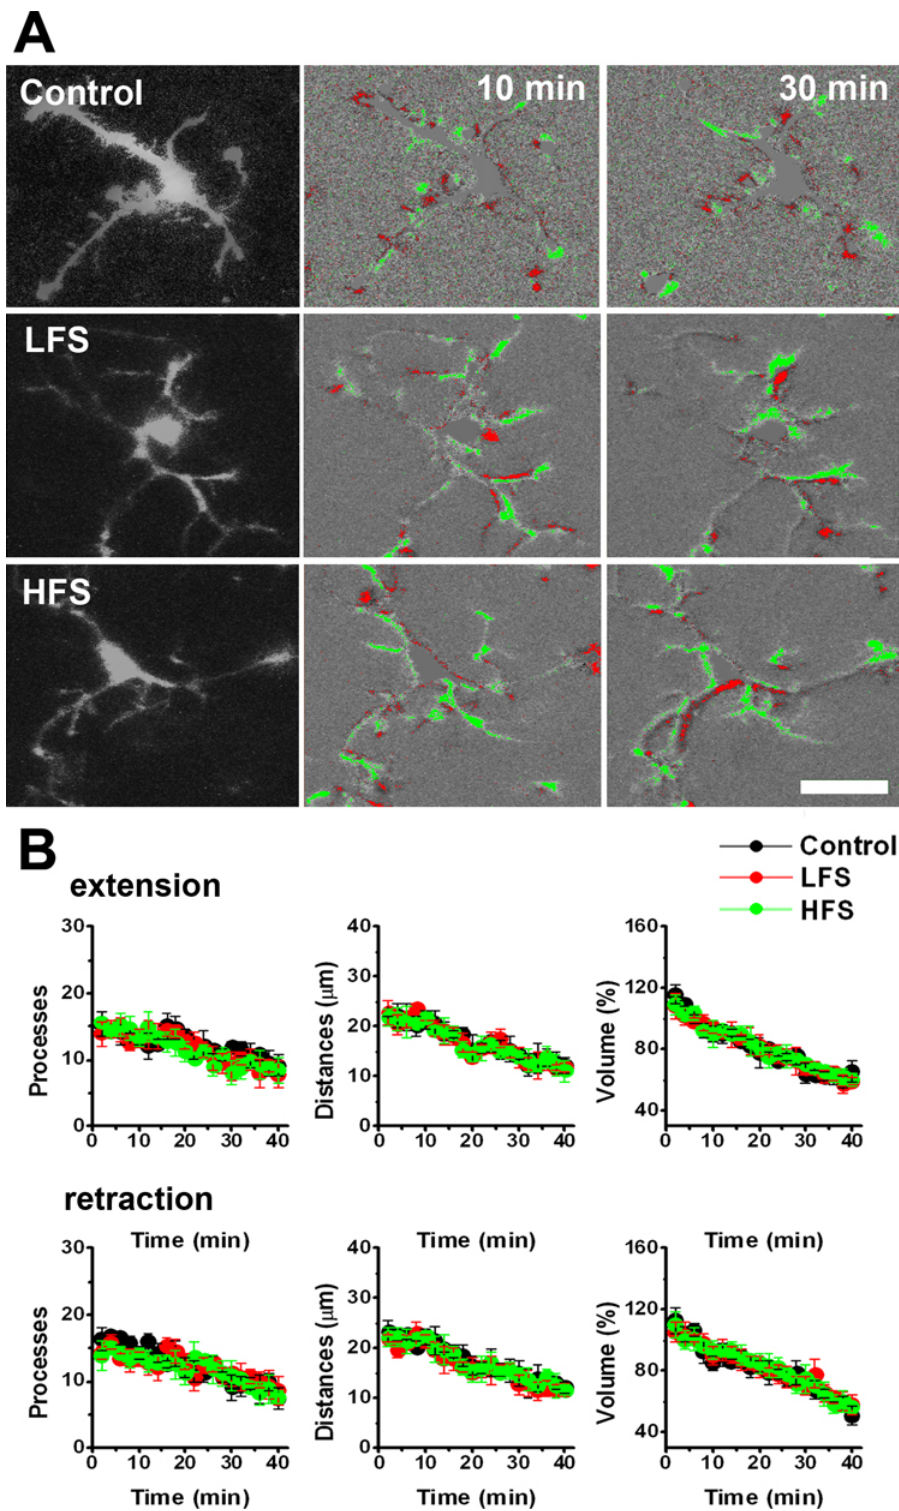 A
Control
10 min
30 min
LFS
HFS
B
Control
LFS
HFS
extension
30
20
10
0
Processes
0 10 20 30 40
40
30
20
10
0
Distances (μm)
0 10 20 30 40
160
120
80
40
Volume (%)
0 10 20 30 40
retraction
Time (min)
Time (min)
Time (min)
30
20
10
0
Processes
0 10 20 30 40
Time (min)
40
30
20
10
0
Distances (μm)
0 10 20 30 40
Time (min)
160
120
80
40
Volume (%)
0 10 20 30 40
Time (min)